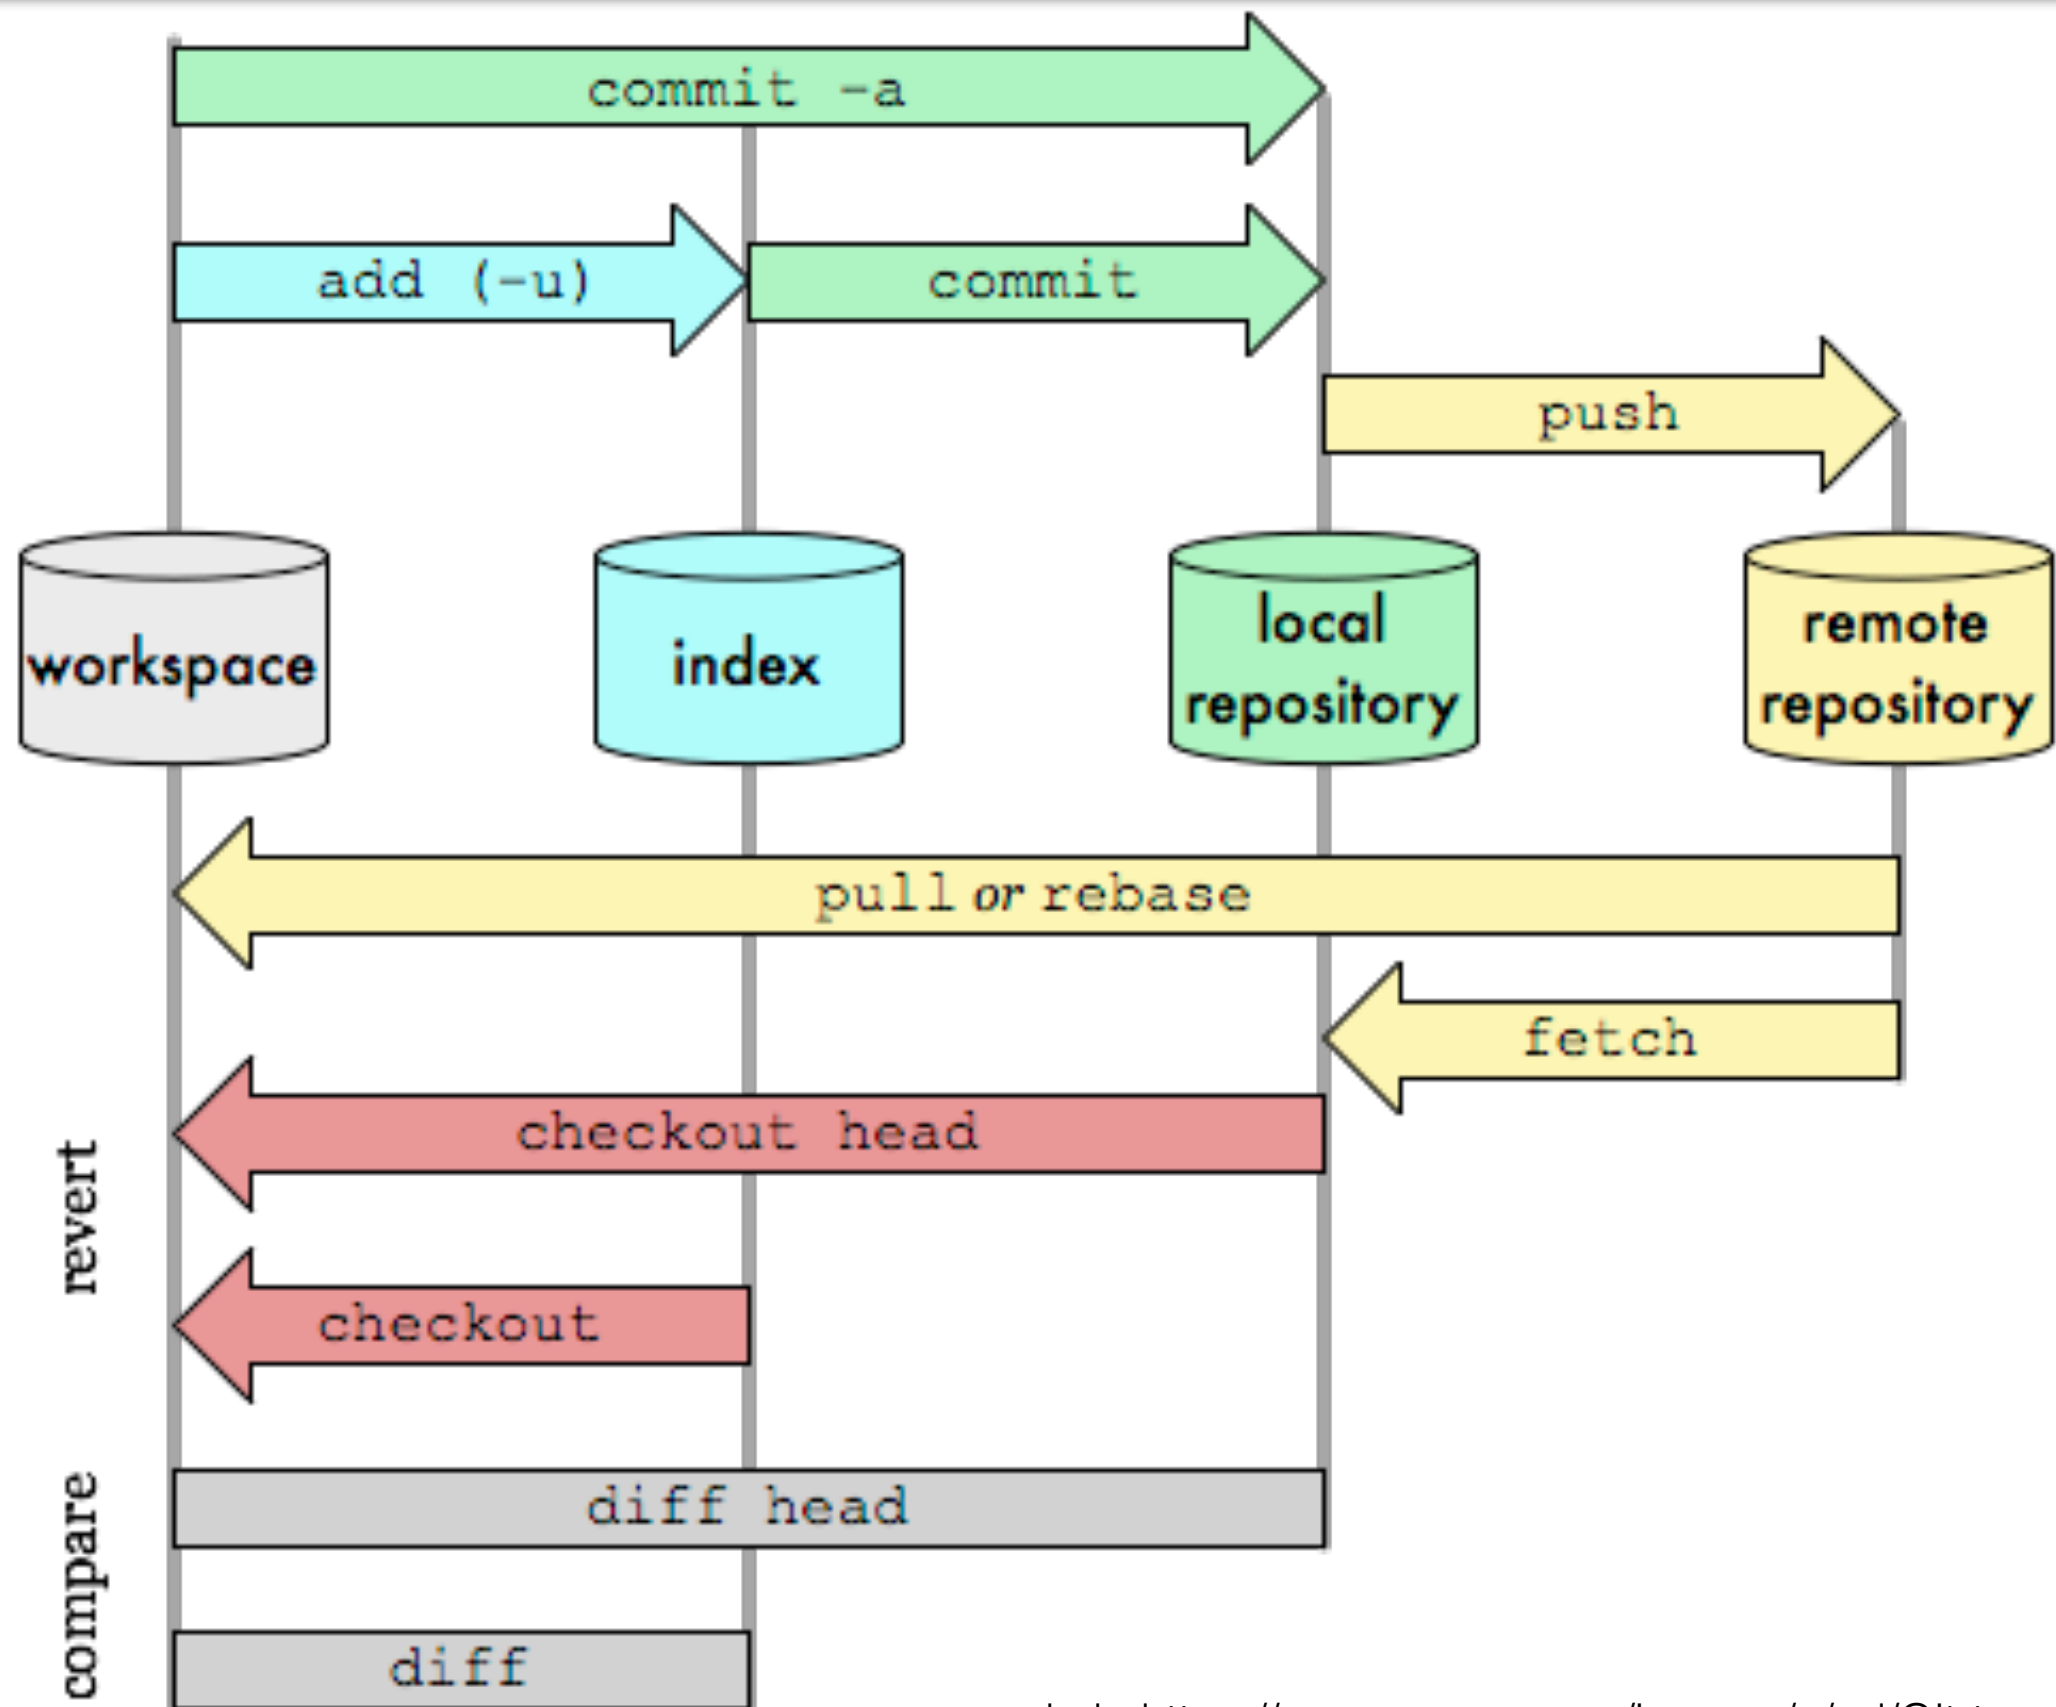 commit -a
add (-u)
commit
push
workspace
index
local
repository
remote
repository
pull or rebase
fetch
revert
checkout head
checkout
compare
diff head
diff